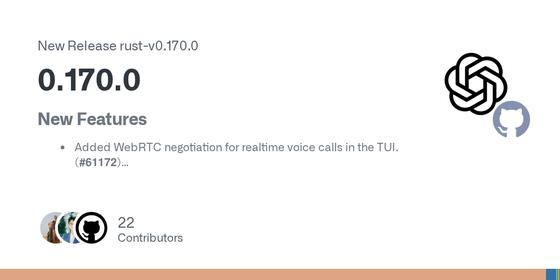 New Release rust-v0.170.0
0.170.0
New Features
• Added WebRTC negotiation for realtime voice calls in the TUI.
(#61172)...
22
Contributors